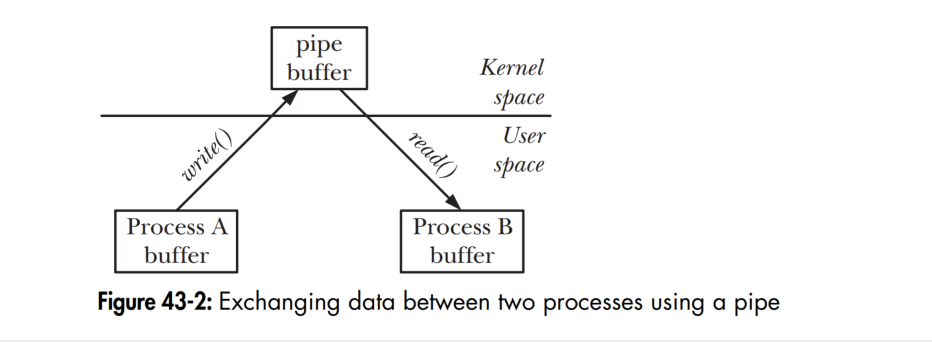 pipe
buffer
Kernel
space
User
space
write()
read()
Process A
buffer
Process B
buffer
Figure 43-2: Exchanging data between two processes using a pipe